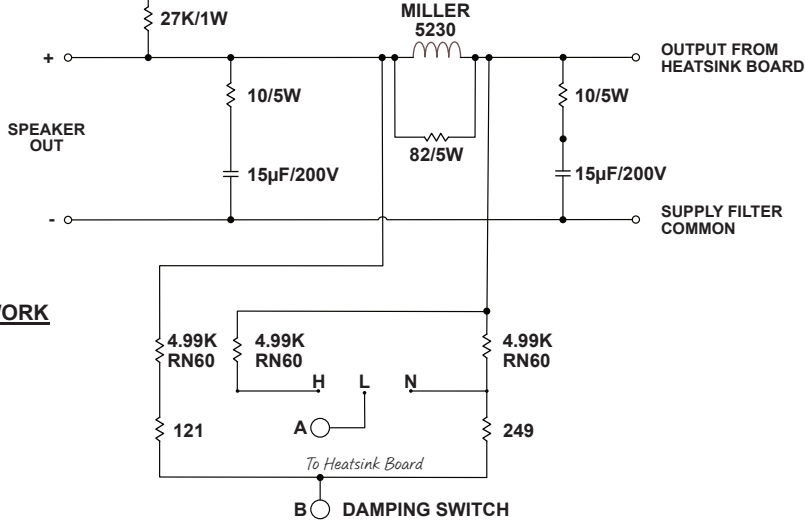 27K/1W
MILLER
5230
+
OUTPUT FROM
HEATSINK BOARD
10/5W
10/5W
SPEAKER
OUT
82/5W
15µF/200V
15µF/200V
-
SUPPLY FILTER
COMMON
WORK
4.99K
RN60
4.99K
RN60
4.99K
RN60
H L N
A
121
249
To Heatsink Board
B DAMPING SWITCH